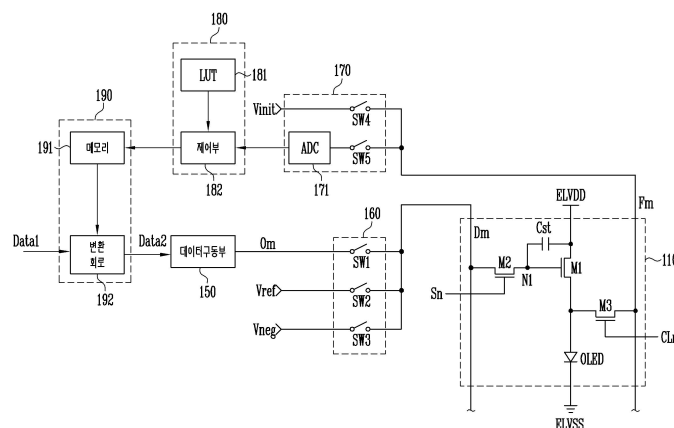 180
LUT
181
170
Vinit
SW4
190
191
메모리
제어부
182
ADC
171
SW5
ELVDD
Fm
160
Dm
Cst
Data1
변환
회로
192
Data2
데이터구동부
150
Om
SW1
M2
N1
M1
110
Sn
Vref
SW2
M3
Vneg
SW3
OLED
ELVSS